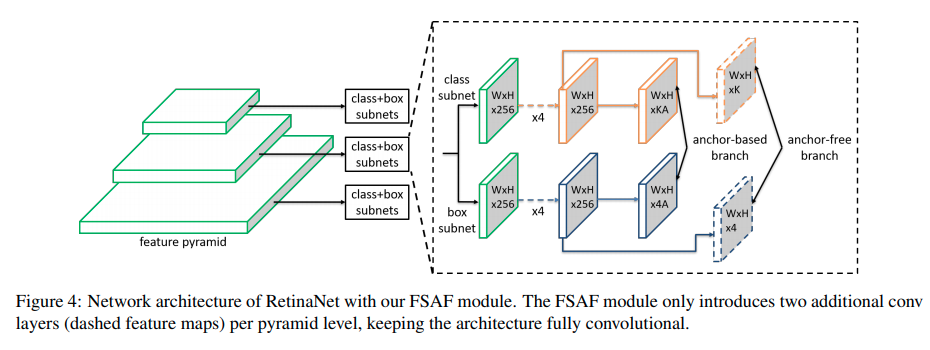 class+box
subnets
class+box
subnets
class+box
subnets
feature pyramid
class
subnet
WxH
x256
x4
WxH
x256
WxH
xKA
WxH
xK
anchor-based
branch
anchor-free
branch
box
subnet
WxH
x256
x4
WxH
x256
WxH
x4A
WxH
x4
Figure 4: Network architecture of RetinaNet with our FSAF module. The FSAF module only introduces two additional conv
layers (dashed feature maps) per pyramid level, keeping the architecture fully convolutional.